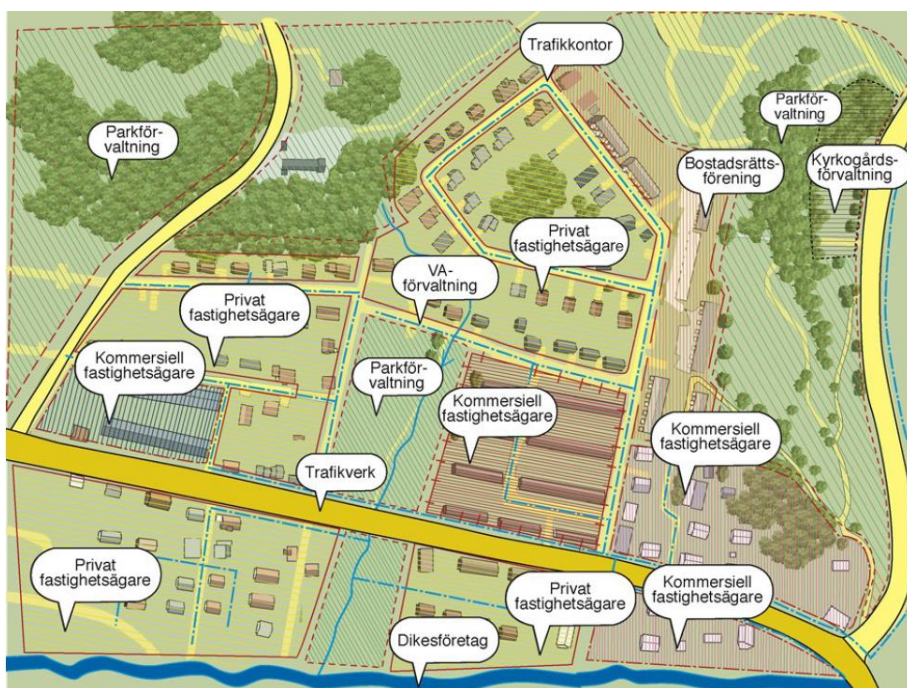 Trafikkontor
Parkför-
valtning
Parkför-
valtning
Bostadsrätts-
förening
Kyrkogårds-
förvaltning
Privat
fastighetsägare
VA-
förvaltning
Privat
fastighetsägare
Kommersiell
fastighetsägare
Parkför-
valtning
Kommersiell
fastighetsägare
Kommersiell
fastighetsägare
Trafikverk
Privat
fastighetsägare
Privat
fastighetsägare
Kommersiell
fastighetsägare
Dikesföretag